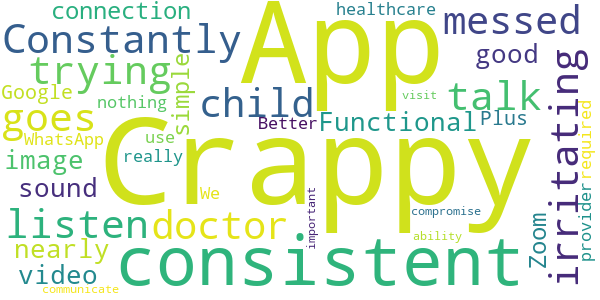 connection
App
healthcare
messed
Constantly
good
trying
irritating
Google
nothing
simple
child
talk
visit
goes
Crappy
Better
Functional
Plus
WhatsApp
use
required
image
really
sound
We
provider
important
listen
doctor
compromise
Zoom
nearly
consistent
ability
video
communicate